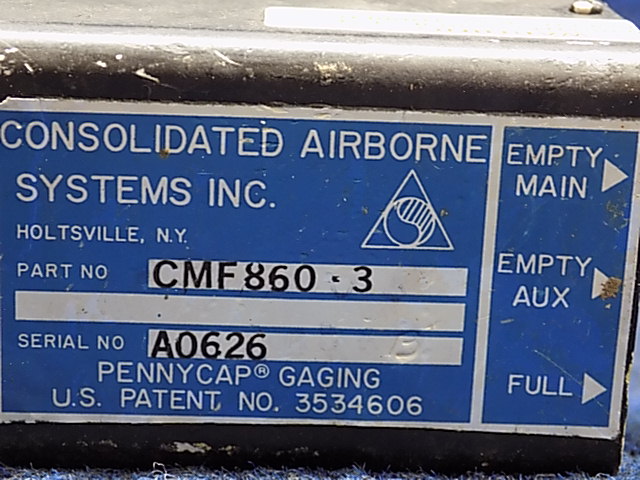 CONSOLIDATED AIRBORNE
SYSTEMS INC.
HOLTSVILLE, N.Y.
PART NO CMF860-3
SERIAL NO A0626 B
PENNYCAP® GAGING
U.S. PATENT NO. 3534606
EMPTY
MAIN
EMPTY
AUX
FULL